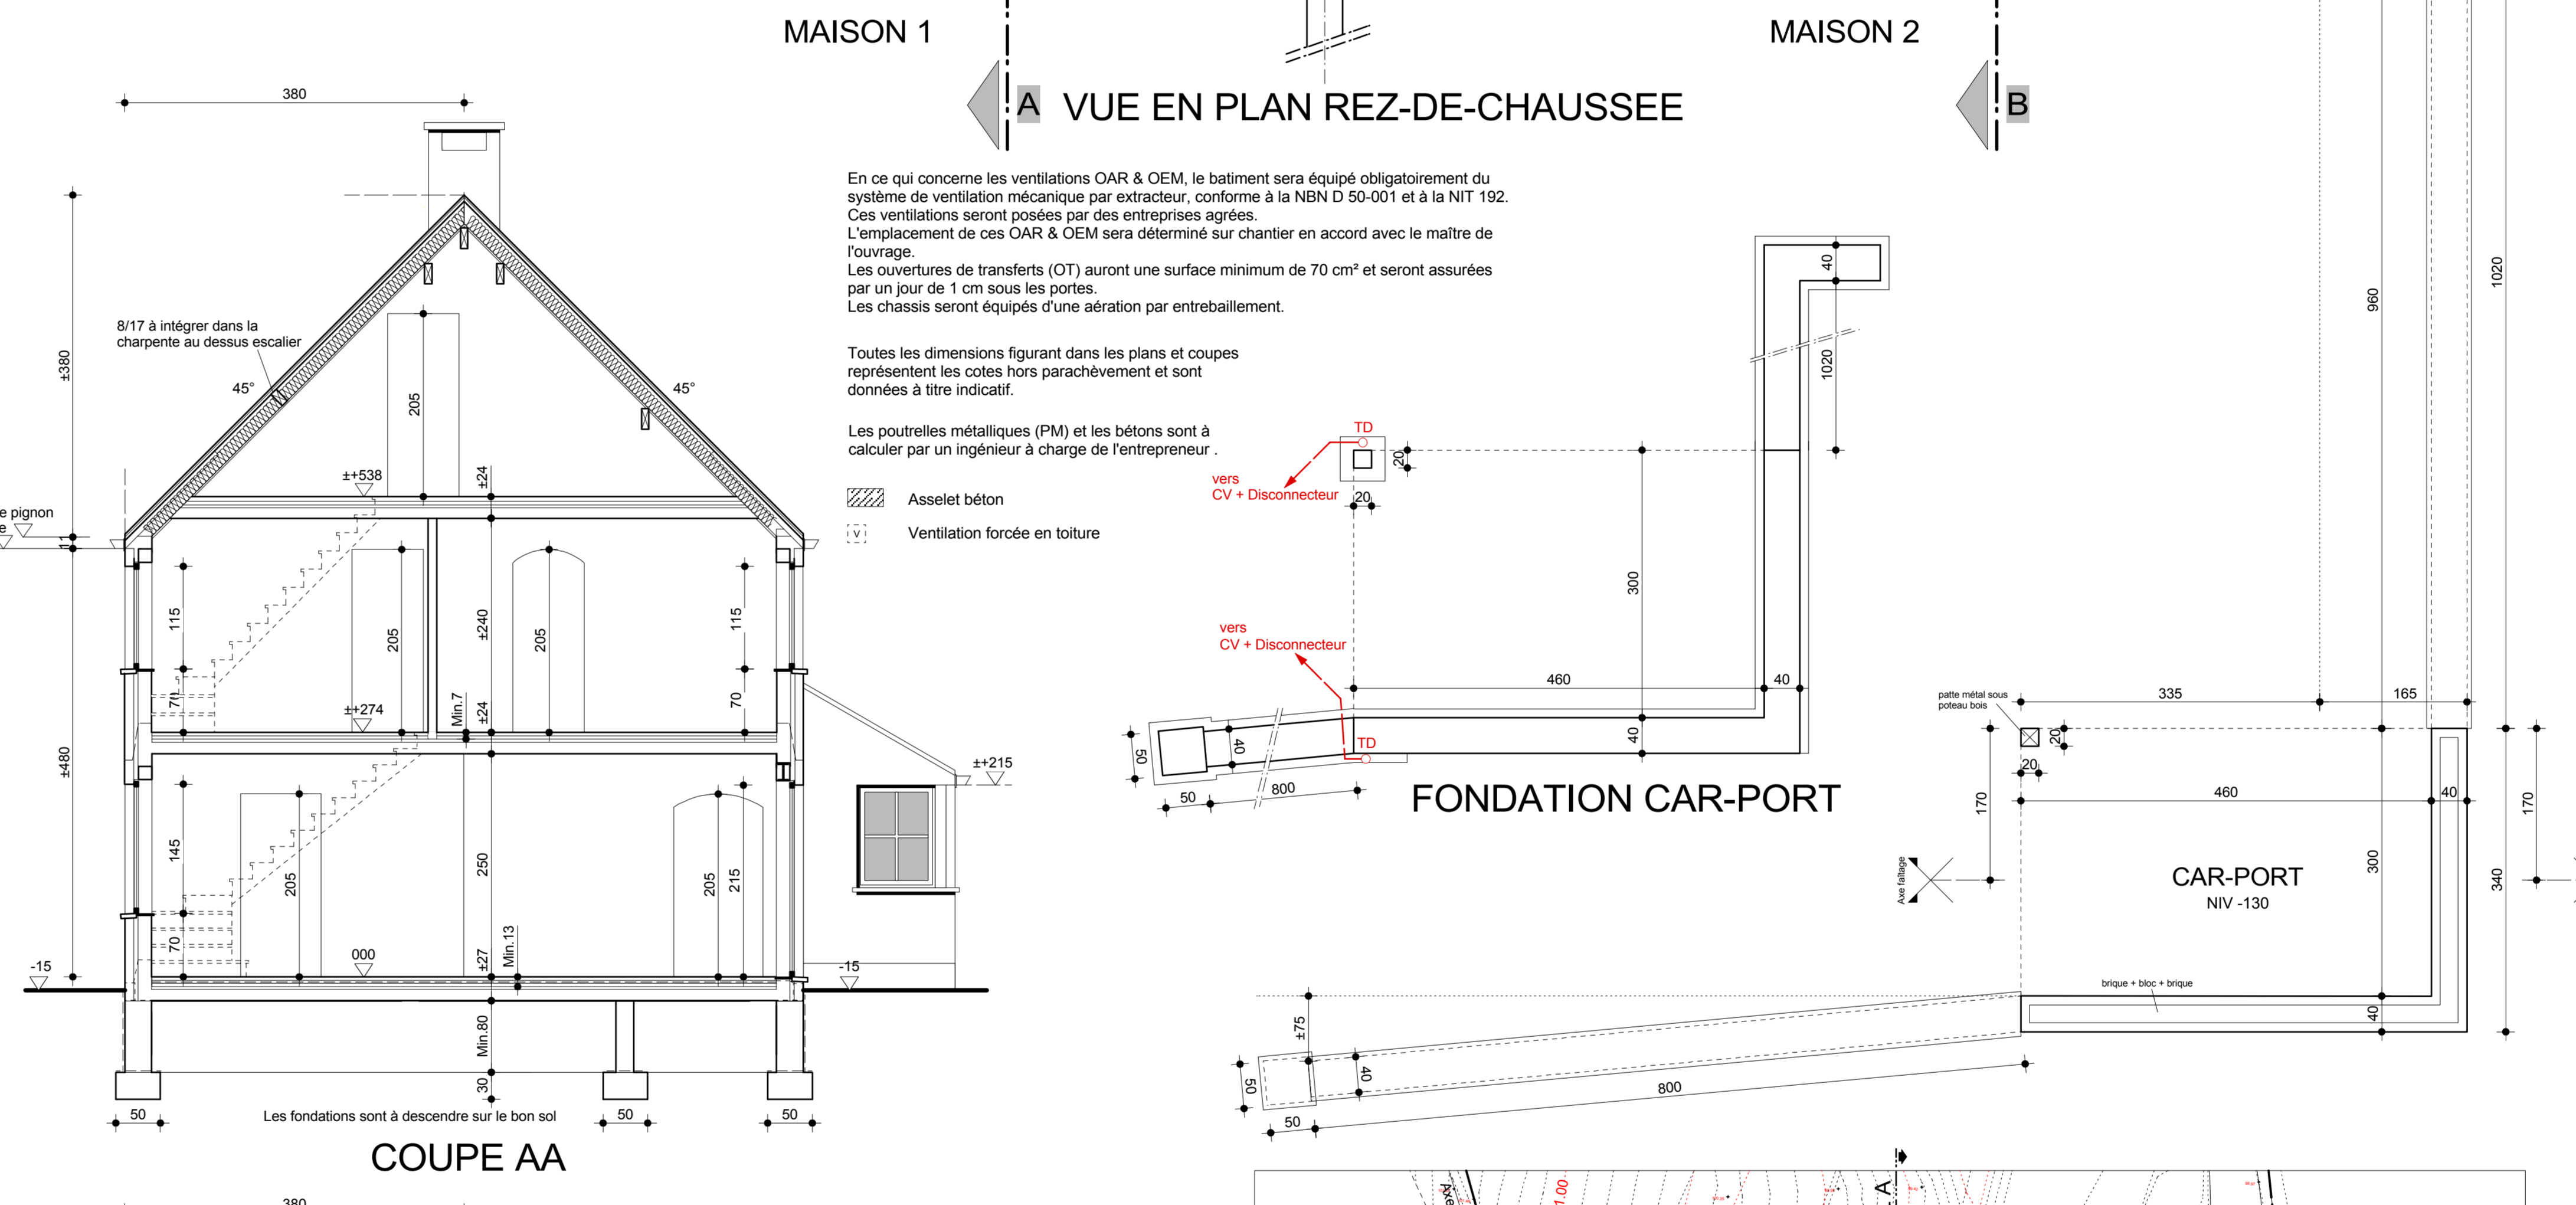 MAISON 1
MAISON 2
A
VUE EN PLAN REZ-DE-CHAUSSEE
B
En ce qui concerne les ventilations OAR & OEM, le batiment sera équipé obligatoirement du
système de ventilation mécanique par extracteur, conforme à la NBN D 50-001 et à la NIT 192.
Ces ventilations seront posées par des entreprises agrées.
L'emplacement de ces OAR & OEM sera déterminé sur chantier en accord avec le maître de
l'ouvrage.
Les ouvertures de transferts (OT) auront une surface minimum de 70 cm² et seront assurées
par un jour de 1 cm sous les portes.
Les chassis seront équipés d'une aération par entrebaillement.
Toutes les dimensions figurant dans les plans et coupes
représentent les cotes hors parachèvement et sont
données à titre indicatif.
Les poutrelles métalliques (PM) et les bétons sont à
calculer par un ingénieur à charge de l'entrepreneur .
Asselet béton
V
Ventilation forcée en toiture
380
±380
8/17 à intégrer dans la
charpente au dessus escalier
45°
45°
205
±+538
±24
e pignon
e
11
±480
115
205
±240
205
115
70
70
±+274
Min.7
±24
±+215
145
205
250
205
215
70
000
±27
Min.13
-15
-15
Min.80
30
50
Les fondations sont à descendre sur le bon sol
50
50
COUPE AA
380
40
1020
TD
20
vers
CV + Disconnecteur
20
300
vers
CV + Disconnecteur
460
40
TD
40
40
50
50
800
FONDATION CAR-PORT
960
1020
patte métal sous
poteau bois
335
165
20
20
170
460
40
170
Axe faîtage
CAR-PORT
NIV -130
300
340
brique + bloc + brique
40
±75
50
40
800
50
Axe
1.00
A